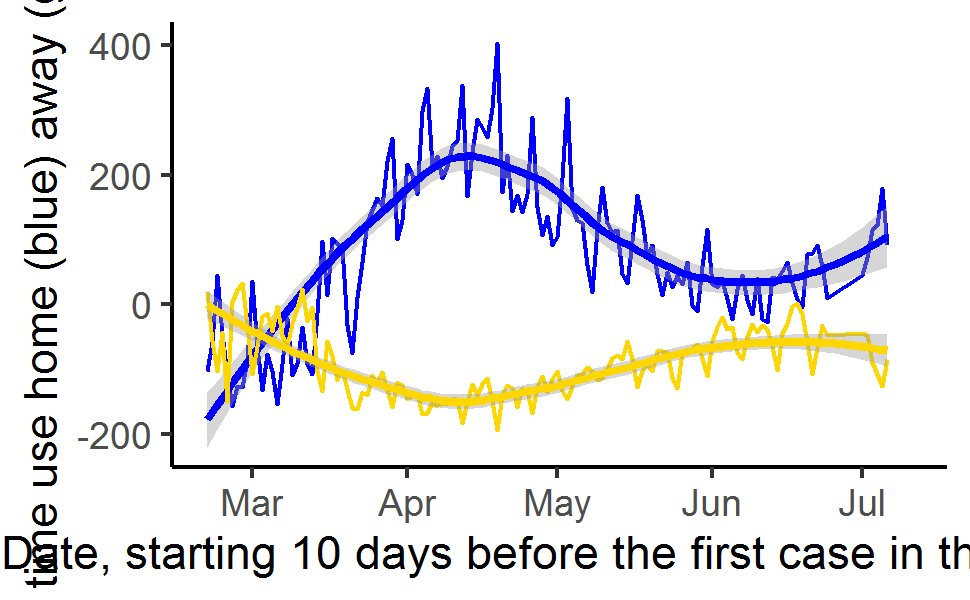 time use home (blue) away (
400
200
0
-200
Mar Apr May Jun Jul
Date, starting 10 days before the first case in th